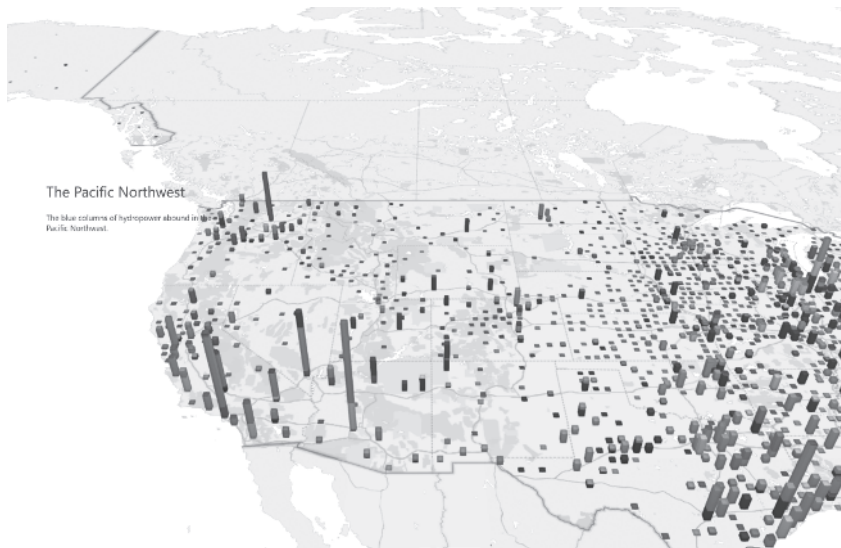 The Pacific Northwest
The blue columns of hydropower abound in the
Pacific Northwest.